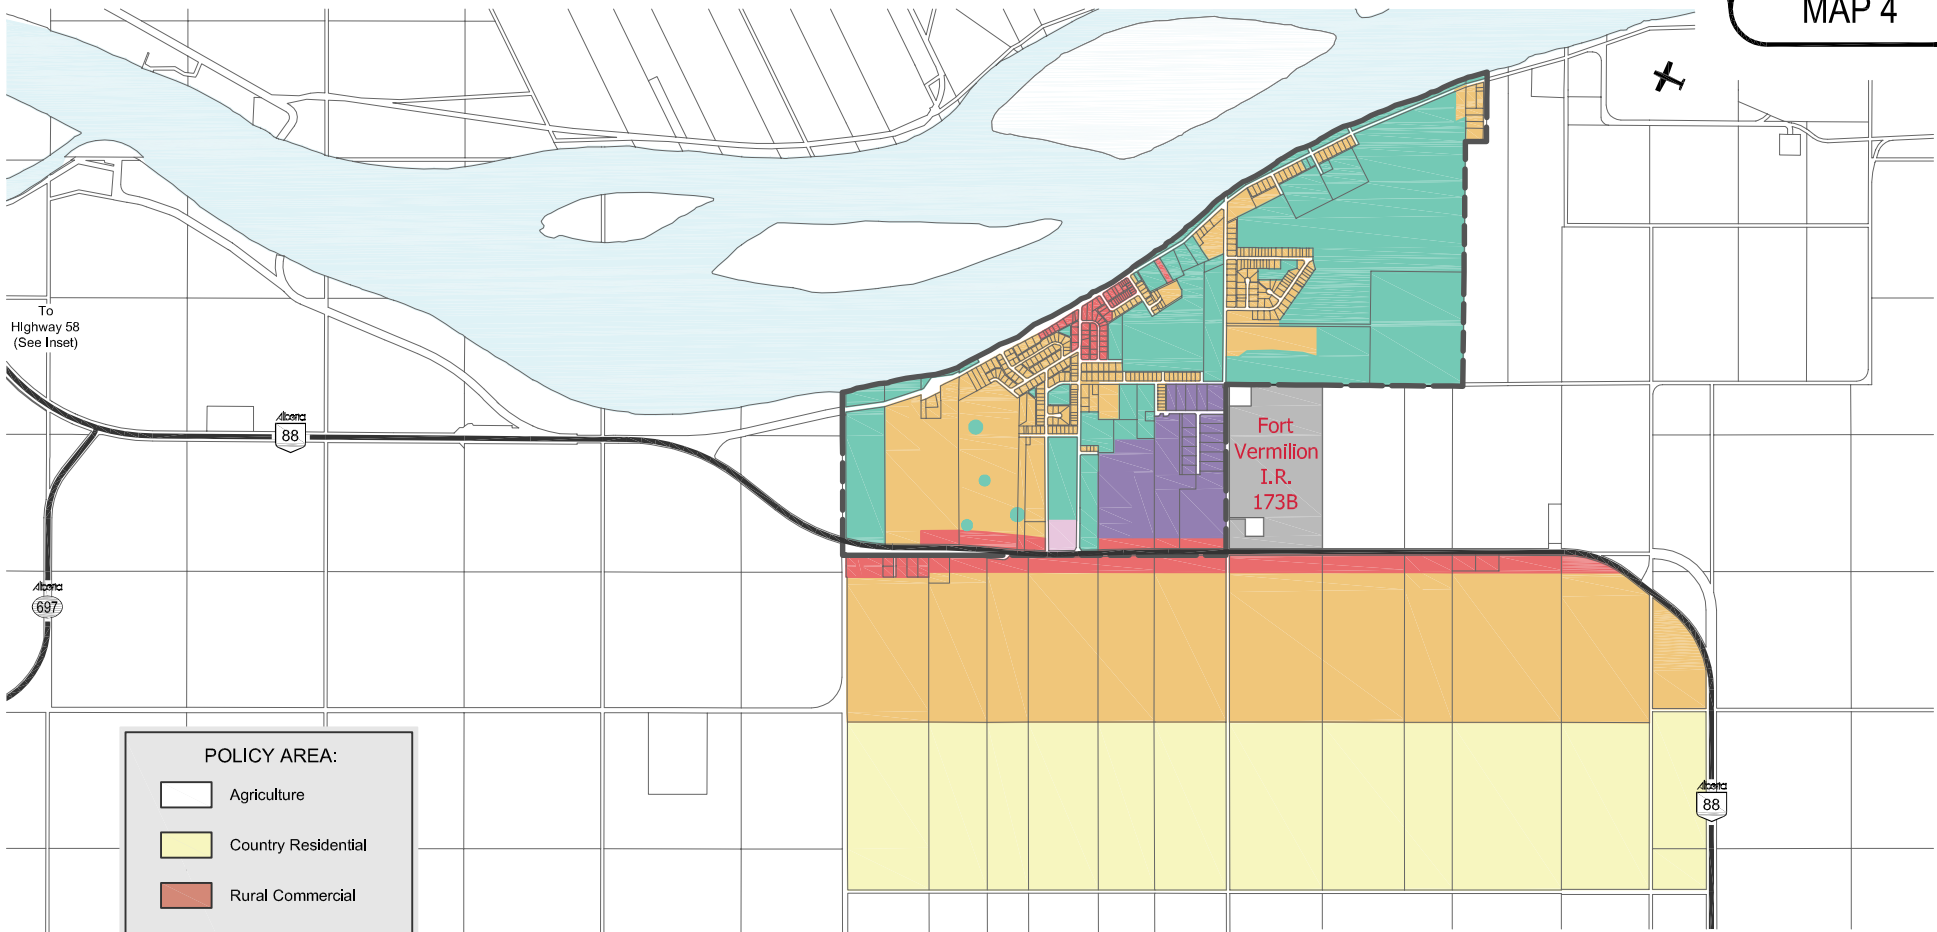 MAP 4
To
Highway 58
(See Inset)
Alberta
88
Fort
Vermilion
I.R.
173B
Alberta
697
POLICY AREA:
Agriculture
Country Residential
Rural Commercial
Alberta
88